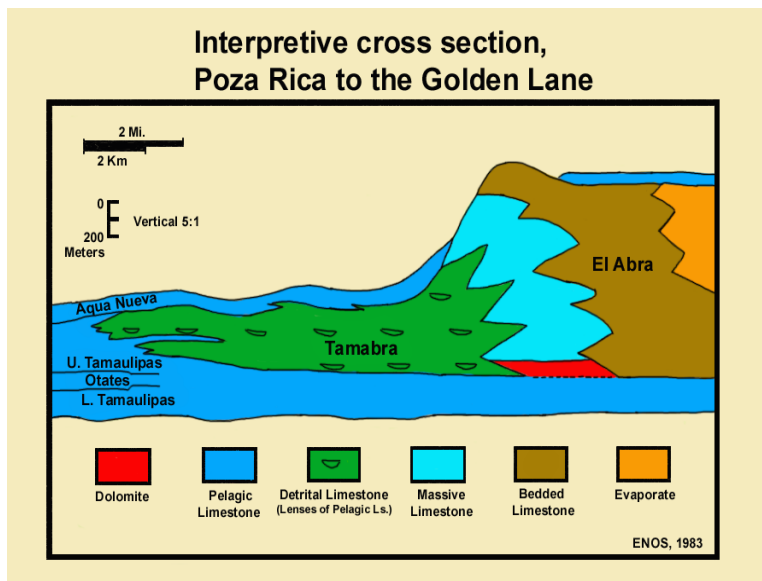 Interpretive cross section,
Poza Rica to the Golden Lane
2 Mi.
2 Km
0
200
Meters
Vertical 5:1
El Abra
Aqua Nueva
Tamabra
U. Tamaulipas
Otates
L. Tamaulipas
Dolomite
Pelagic
Limestone
Detrital Limestone
(Lenses of Pelagic Ls.)
Massive
Limestone
Bedded
Limestone
Evaporate
ENOS, 1983